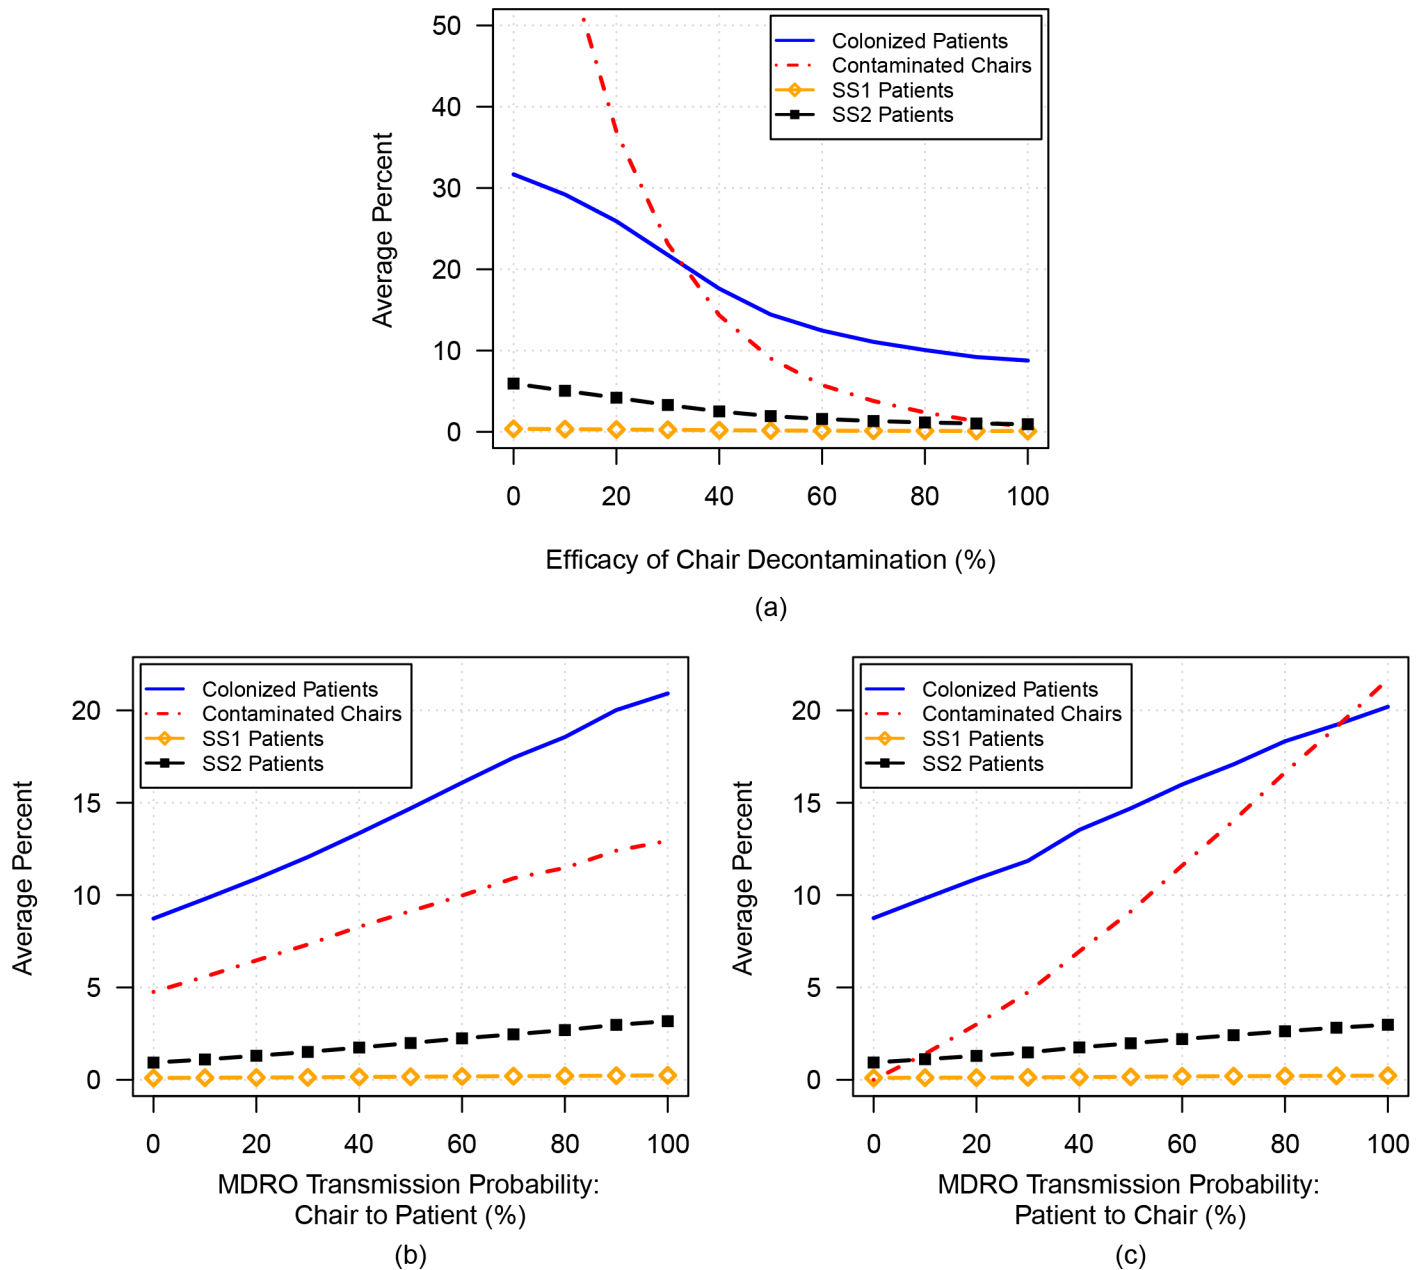 50
40
30
20
10
0
Average Percent
Colonized Patients
Contaminated Chairs
SS1 Patients
SS2 Patients
0 20 40 60 80 100
Efficacy of Chair Decontamination (%)
(a)
20
15
10
5
0
Average Percent
Colonized Patients
Contaminated Chairs
SS1 Patients
SS2 Patients
0 20 40 60 80 100
MDRO Transmission Probability:
Chair to Patient (%)
(b)
20
15
10
5
0
Average Percent
Colonized Patients
Contaminated Chairs
SS1 Patients
SS2 Patients
0 20 40 60 80 100
MDRO Transmission Probability:
Patient to Chair (%)
(c)